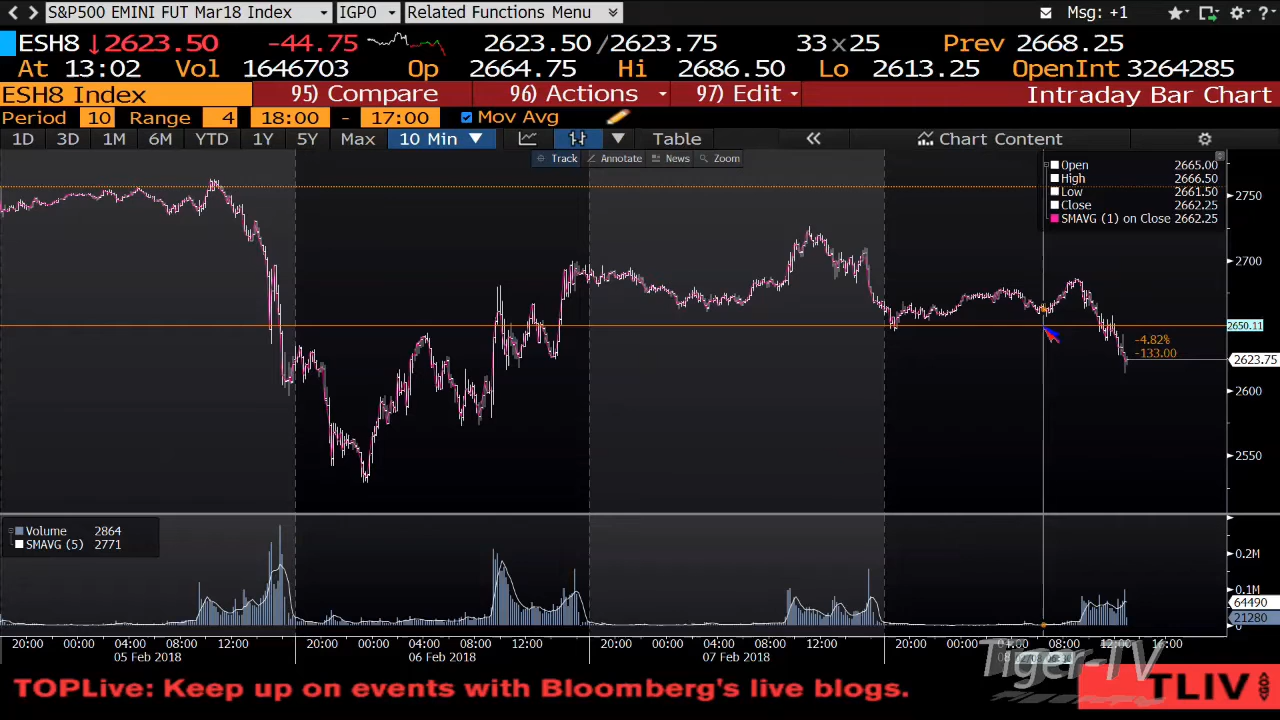 S&P500 EMINI FUT Mar18 Index IGPO Related Functions Menu Msg: +1 ?
ESH8 ↓2623.50 -44.75 2623.50/2623.75 33x25 Prev 2668.25
At 13:02 Vol 1646703 Op 2664.75 Hi 2686.50 Lo 2613.25 OpenInt 3264285
ESH8 Index 95) Compare 96) Actions 97) Edit Intraday Bar Chart
Period 10 Range 4 18:00 - 17:00 Mov Avg
1D 3D 1M 6M YTD 1Y 5Y Max 10 Min ▼ Table « Chart Content
Track Annotate News Zoom
Open 2665.00
High 2666.50
Low 2661.50
Close 2662.25
SMAVG (1) on Close 2662.25
2750
2700
2650.11
-4.82%
-133.00
2623.75
2600
2550
Volume 2864
SMAVG (5) 2771
0.2M
0.1M
64490
21280
0
20:00 00:00 04:00 08:00 12:00 20:00 00:00 04:00 08:00 12:00 20:00 00:00 04:00 08:00 12:00 20:00 00:00 04:00 08:00 12:00 16:00
05 Feb 2018 06 Feb 2018 07 Feb 2018
Tiger-TV
TOPLive: Keep up on events with Bloomberg's live blogs.
TLIV